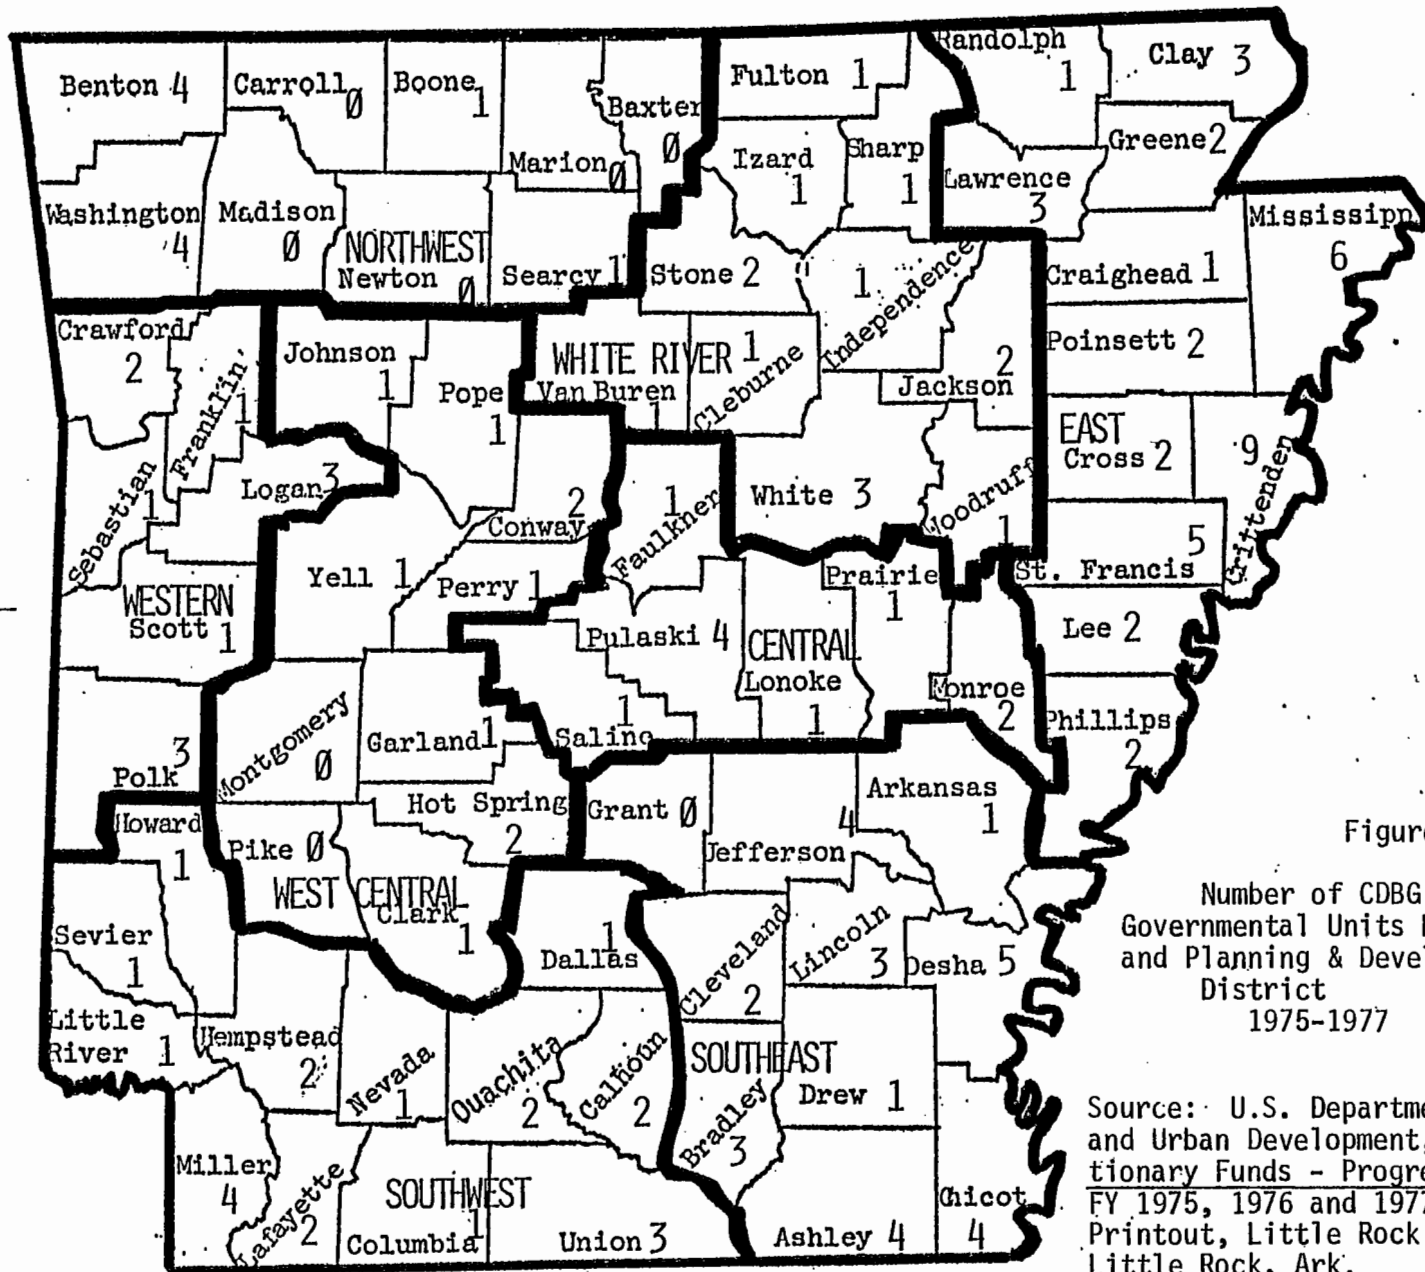 Benton 4
Carroll Ø
Boone 1
Marion Ø
Baxter Ø
Washington 4
Madison Ø
NORTHWEST
Newton Ø
Searcy 1
Fulton 1
Izard 1
Sharp 1
Stone 2
Independence 1
Randolph 1
Clay 3
Greene 2
Lawrence 3
Mississipp
6
Craighead 1
Poinsett 2
EAST
Cross 2
Crittenden 9
St. Francis 5
Lee 2
Phillips 2
Crawford 2
Franklin 1
Johnson 1
Pope 1
WHITE RIVER
Van Buren 1
Cleburne 1
Jackson 2
White 3
Woodruff 1
Sebastian 1
Logan 3
WESTERN
Scott 1
Polk 3
Yell 1
Perry 1
Conway 2
Faulkner 1
Pulaski 4
CENTRAL
Lonoke 1
Prairie 1
Monroe 2
Saline 1
Montgomery Ø
Garland 1
Hot Spring 2
Pike Ø
WEST CENTRAL
Clark 1
Howard 1
Sevier 1
Little
River 1
Hempstead 2
Nevada 1
Miller 4
Lafayette 2
SOUTHWEST
Columbia 1
Ouachita 2
Calhoun 2
Union 3
Dallas 1
Grant Ø
Jefferson 4
Arkansas 1
Cleveland 2
Lincoln 3
Desha 5
SOUTHEAST
Bradley 3
Drew 1
Ashley 4
Chicot 4
Figure
Number of CDBG
Governmental Units
and Planning & Deve
District
1975-1977
Source: U.S. Departme
and Urban Development,
tionary Funds - Progre
FY 1975, 1976 and 1977
Printout, Little Rock
Little Rock, Ark.